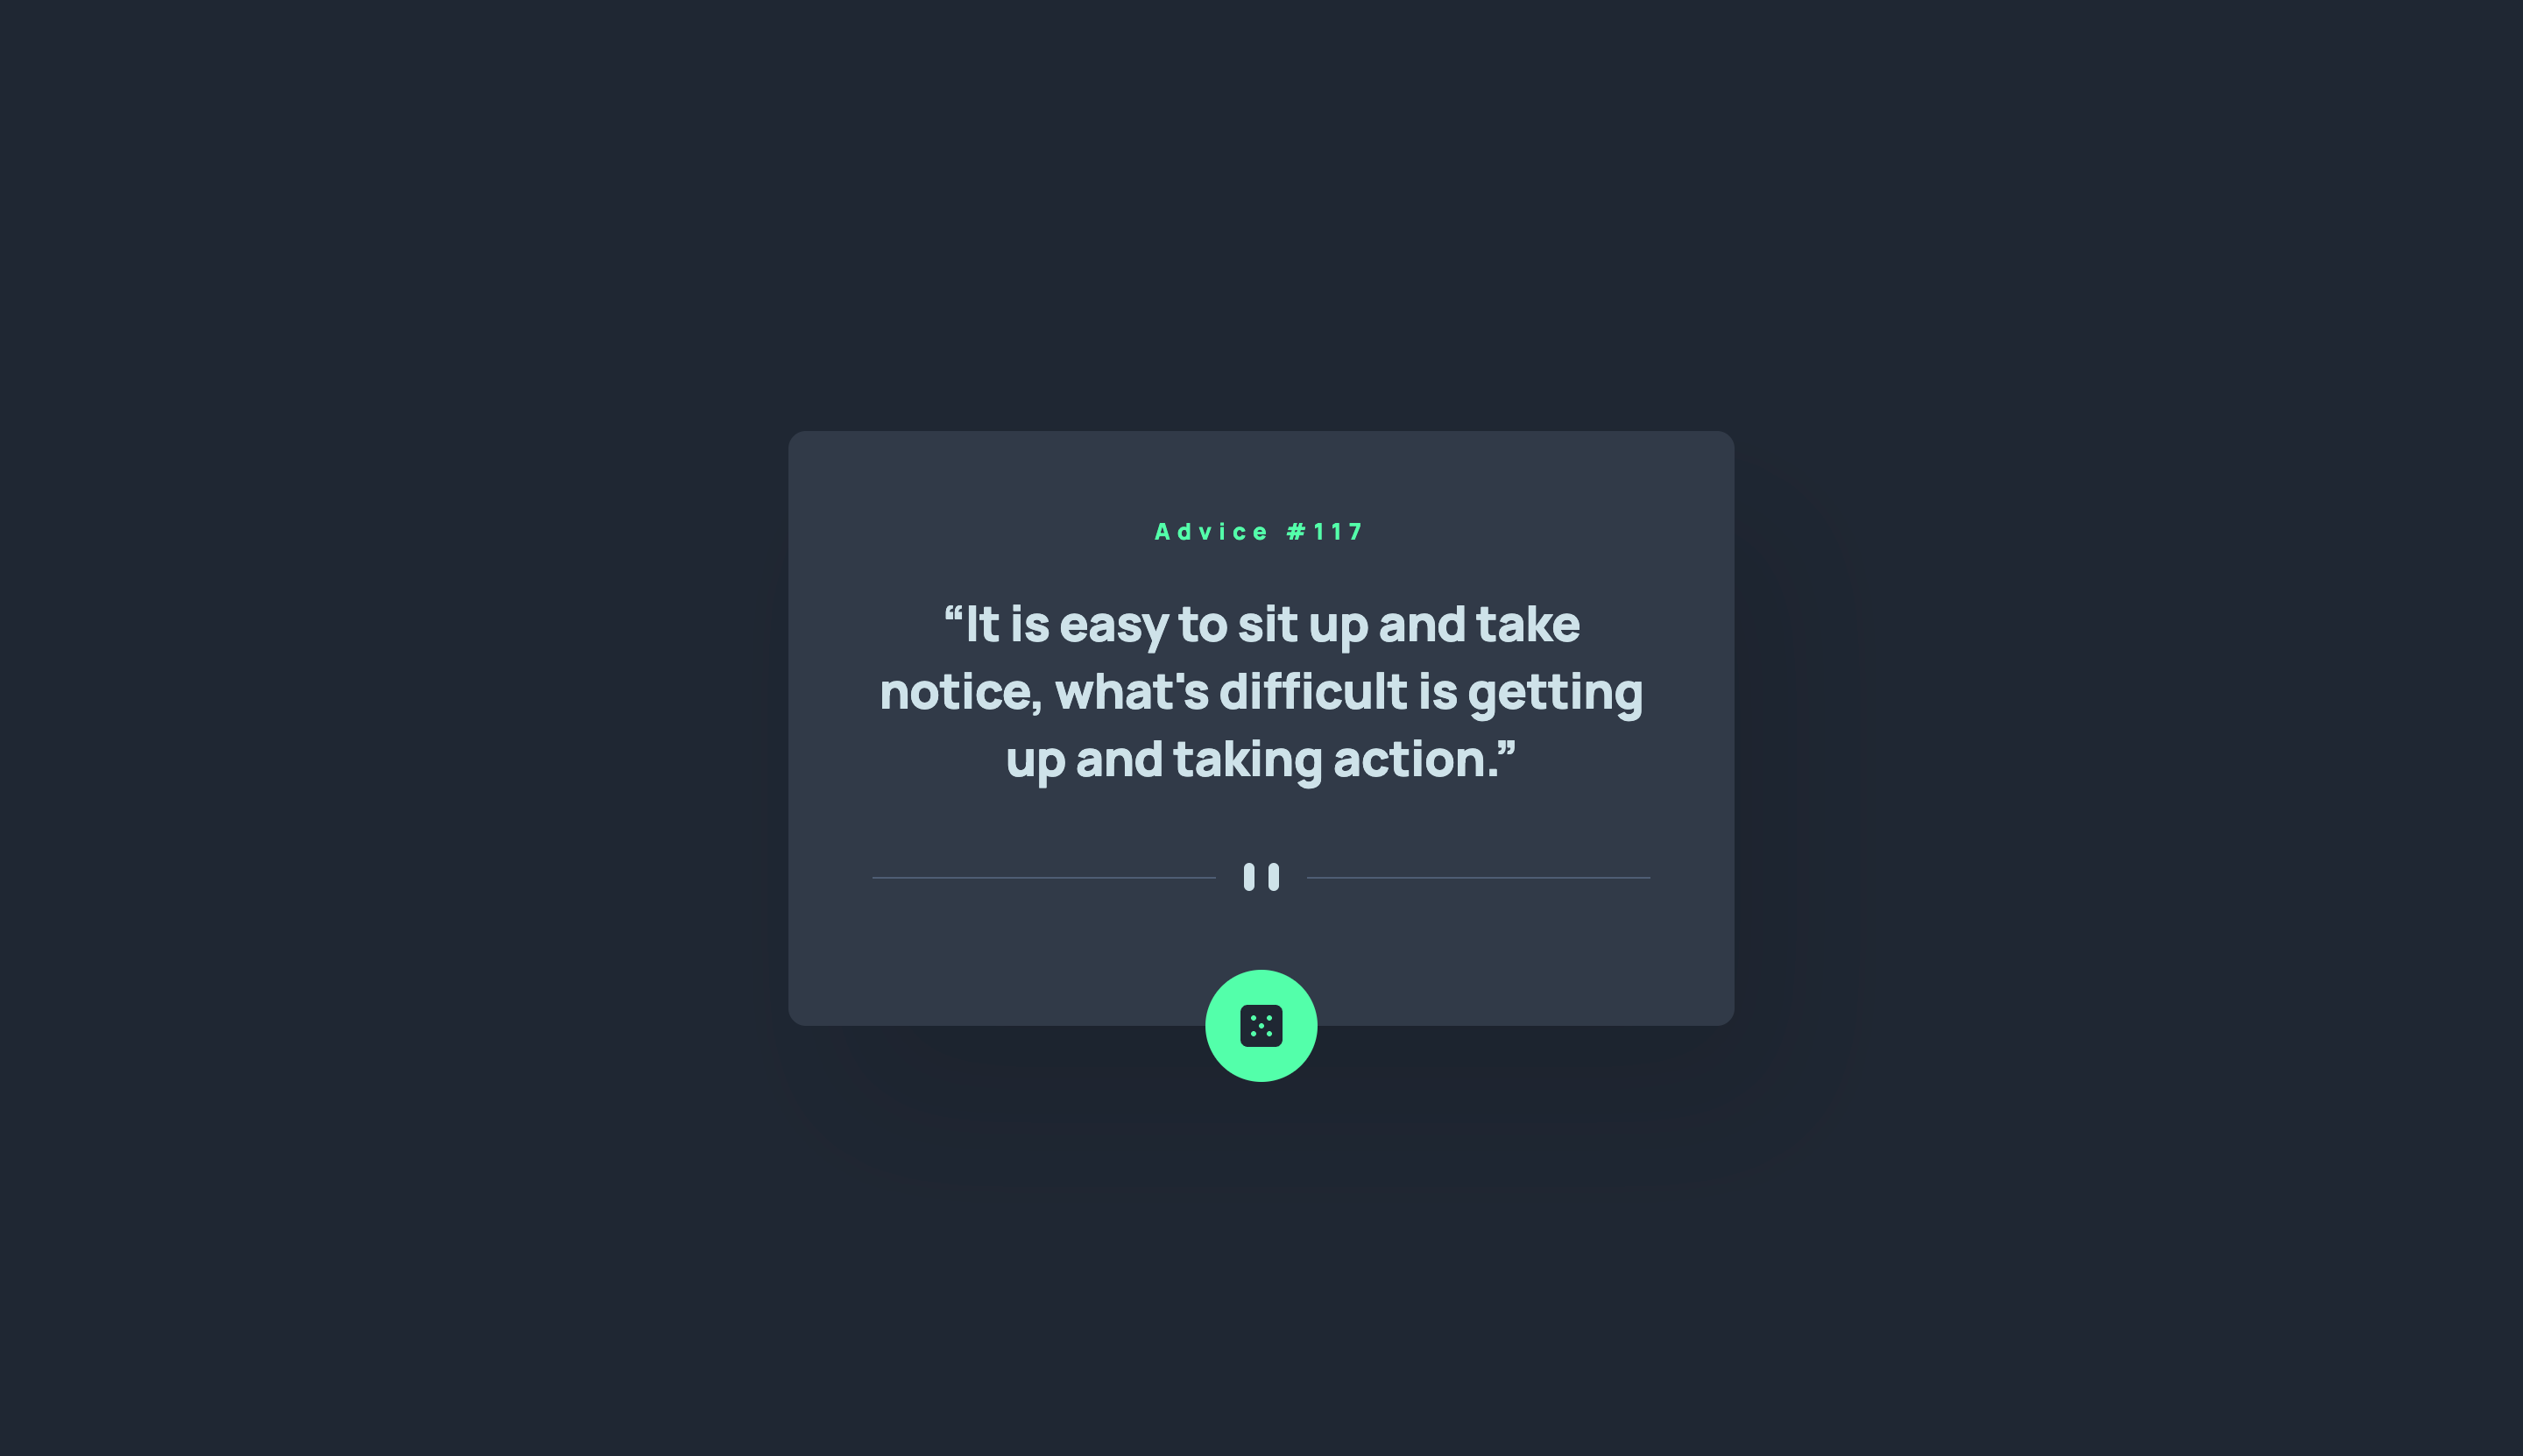 Advice #117
“It is easy to sit up and take
notice, what's difficult is getting
up and taking action.”